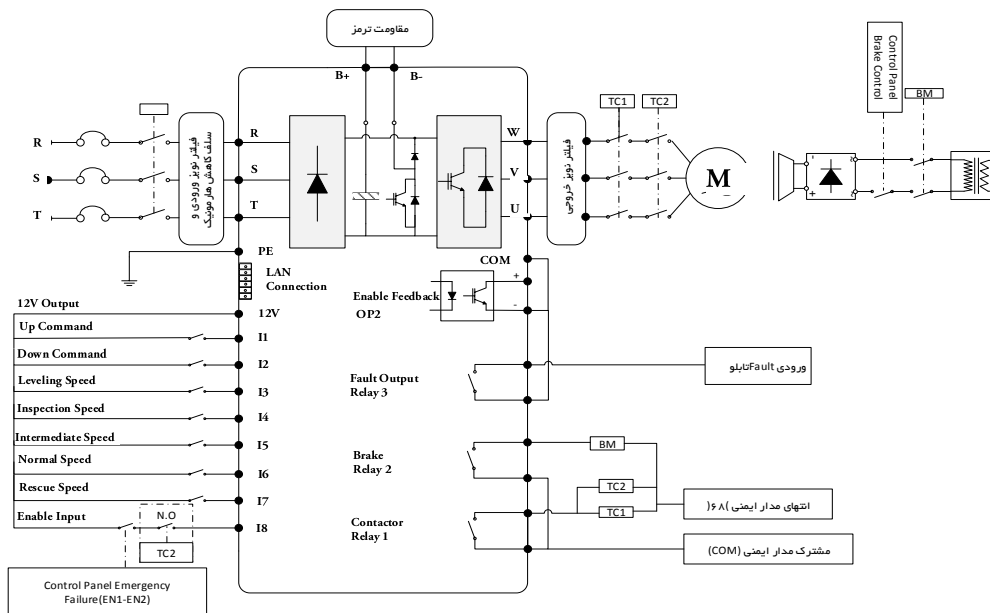 مقاومت ترمز
B+
B-
Control Panel
Brake Control
BM
TC1
TC2
R
S
T
فیلتر نویز ورودی و
سلف کاهش هارمونیک
R
S
T
W
V
U
فیلتر نویز خروجی
M
-
+
~
~
PE
LAN
Connection
COM
+
-
Enable Feedback
OP2
12V Output
12V
Up Command
I1
Down Command
I2
Leveling Speed
I3
Inspection Speed
I4
Intermediate Speed
I5
Normal Speed
I6
Rescue Speed
I7
Enable Input
N.O
I8
TC2
Control Panel Emergency
Failure(EN1-EN2)
Fault Output
Relay 3
ورودی Faultتابلو
Brake
Relay 2
BM
TC2
TC1
Contactor
Relay 1
انتهای مدار ایمنی )۶۸(
مشترک مدار ایمنی (COM)